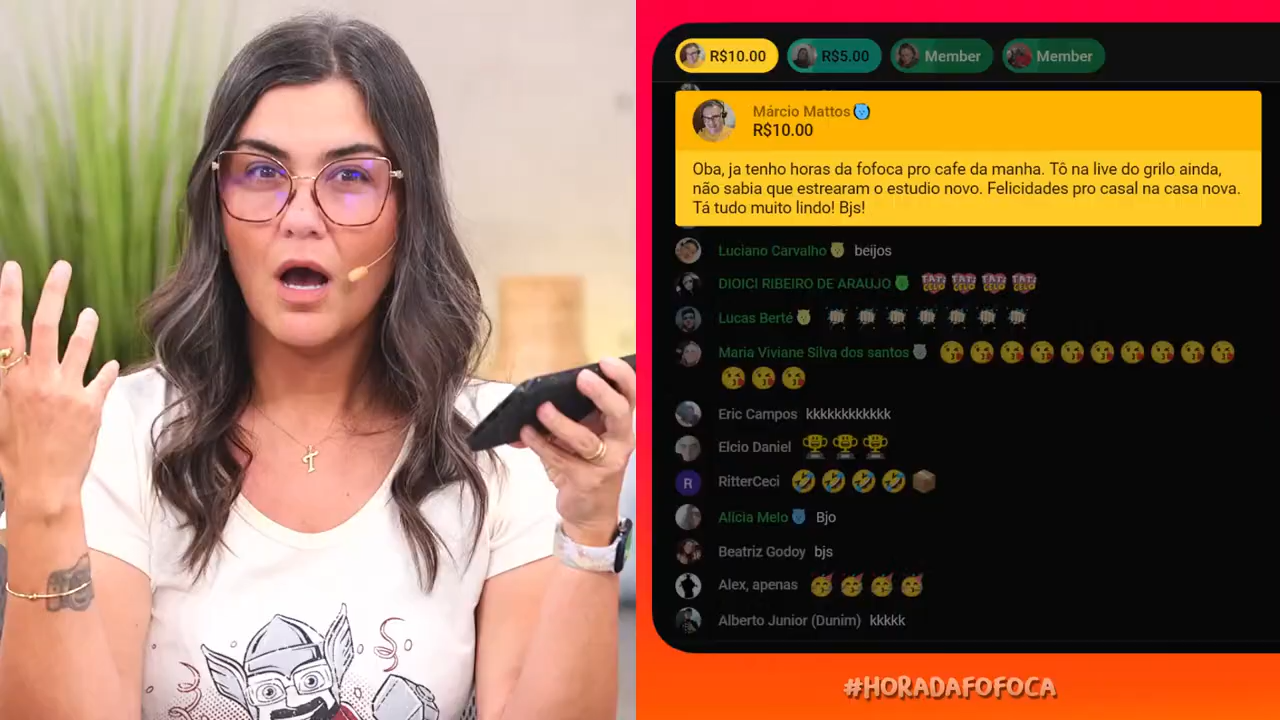 R$10.00
R$5.00
Member
Member
Márcio Mattos
R$10.00
Oba, ja tenho horas da fofoca pro cafe da manha. Tô na live do grilo ainda,
não sabia que estrearam o estudio novo. Felicidades pro casal na casa nova.
Tá tudo muito lindo! Bjs!
Luciano Carvalho beijos
DIOICI RIBEIRO DE ARAUJO
Lucas Berté
Maria Viviane Silva dos santos
Eric Campos kkkkkkkkkkkk
Elcio Daniel
R RitterCeci
Alícia Melo Bjo
Beatriz Godoy bjs
Alex, apenas
Alberto Junior (Dunim) kkkkk
#HORADAFOFOCA